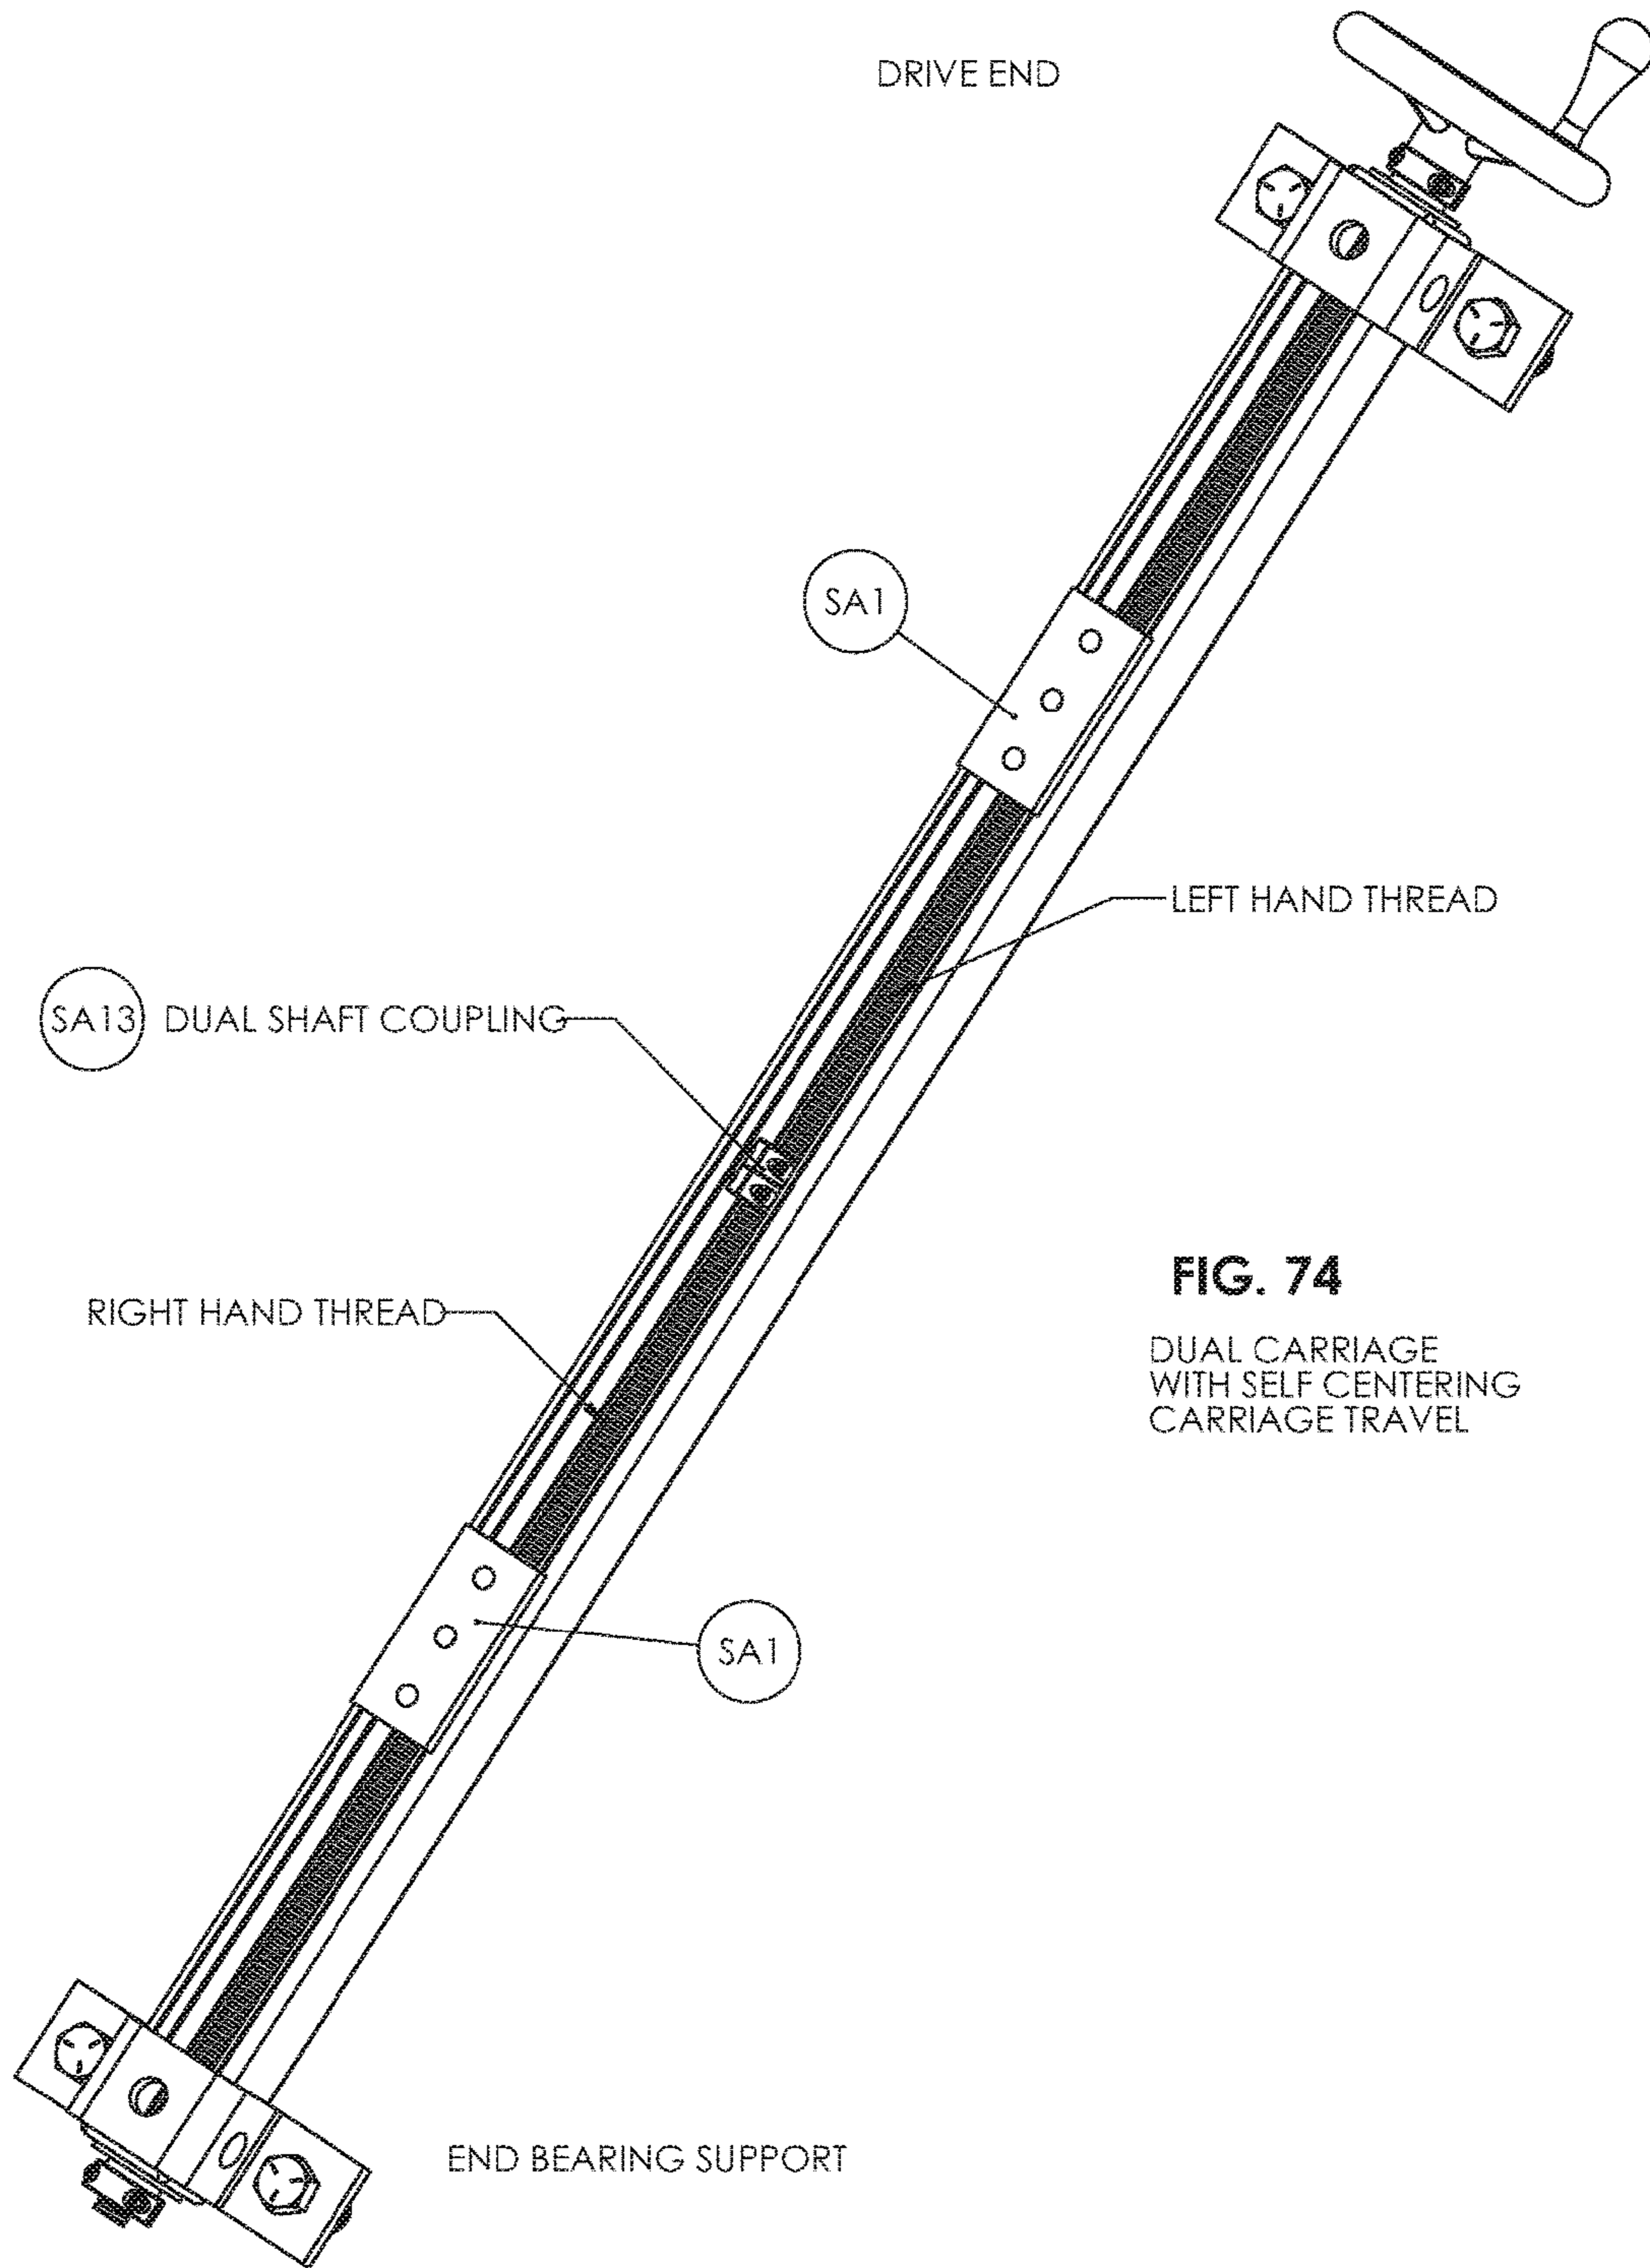 DRIVE END
SA1
LEFT HAND THREAD
SA13 DUAL SHAFT COUPLING
FIG. 74
RIGHT HAND THREAD
DUAL CARRIAGE
WITH SELF CENTERING
CARRIAGE TRAVEL
SA1
END BEARING SUPPORT